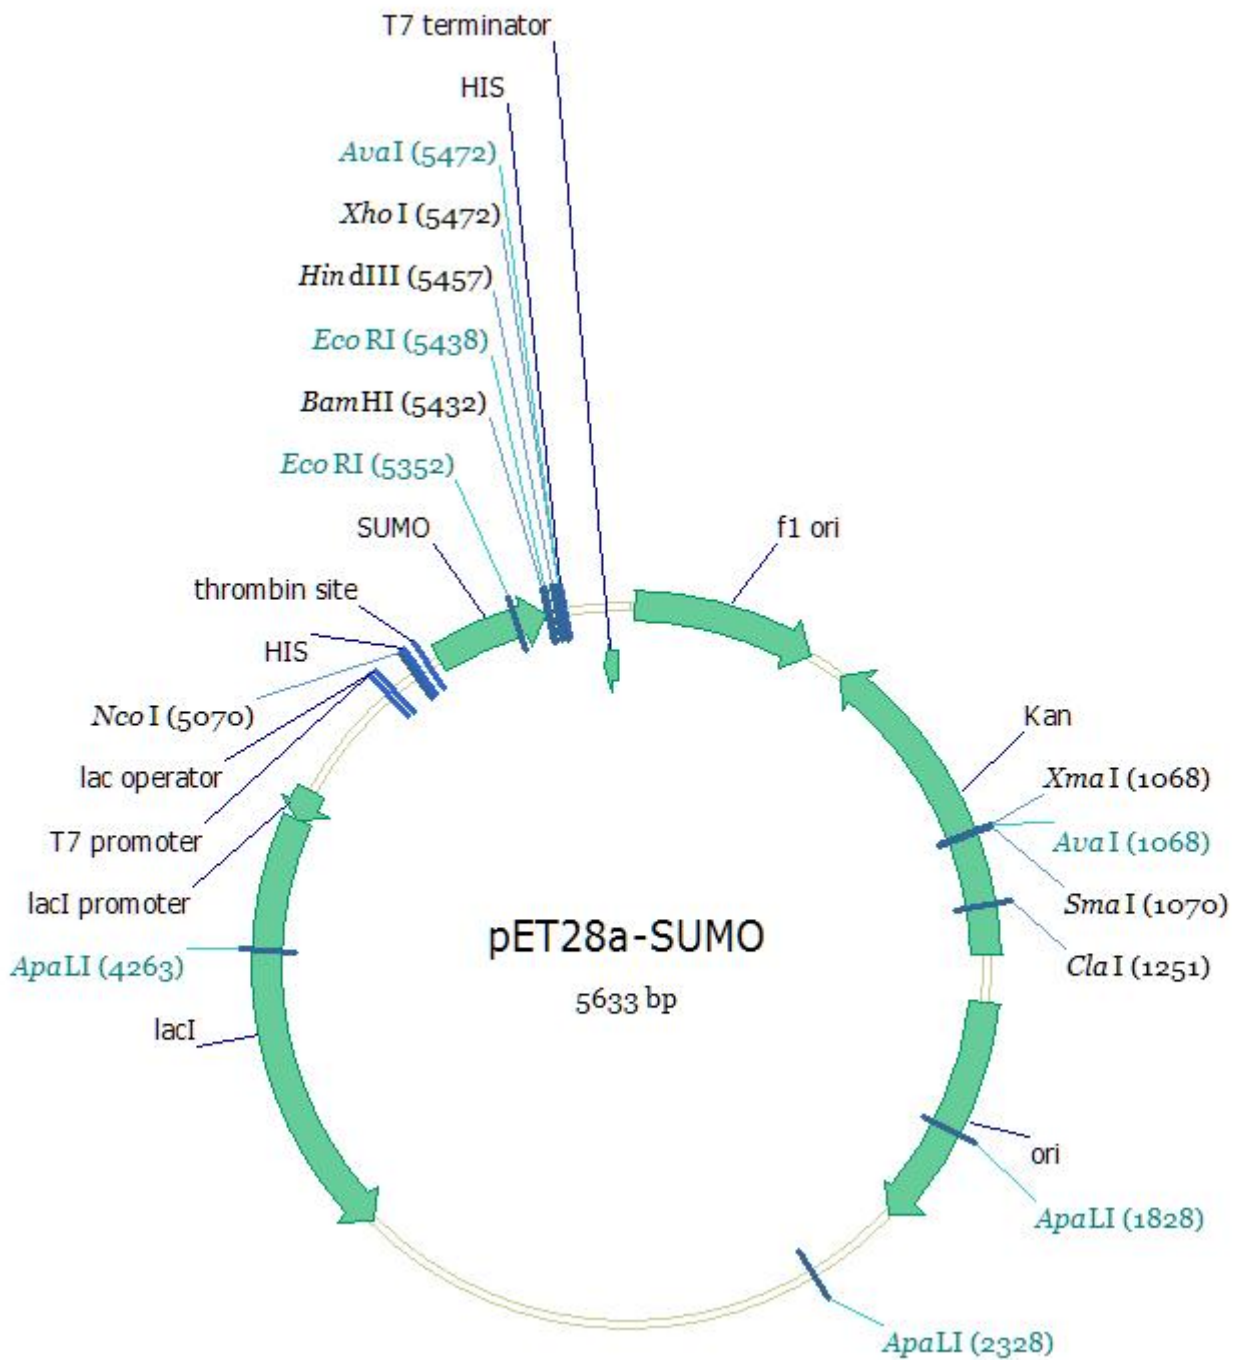 T7 terminator
HIS
AvaI (5472)
XhoI (5472)
HindIII (5457)
EcoRI (5438)
BamHI (5432)
EcoRI (5352)
SUMO
f1 ori
thrombin site
HIS
NcoI (5070)
lac operator
T7 promoter
lacI promoter
ApaLI (4263)
lacI
Kan
XmaI (1068)
AvaI (1068)
SmaI (1070)
ClaI (1251)
pET28a-SUMO
5633 bp
ori
ApaLI (1828)
ApaLI (2328)